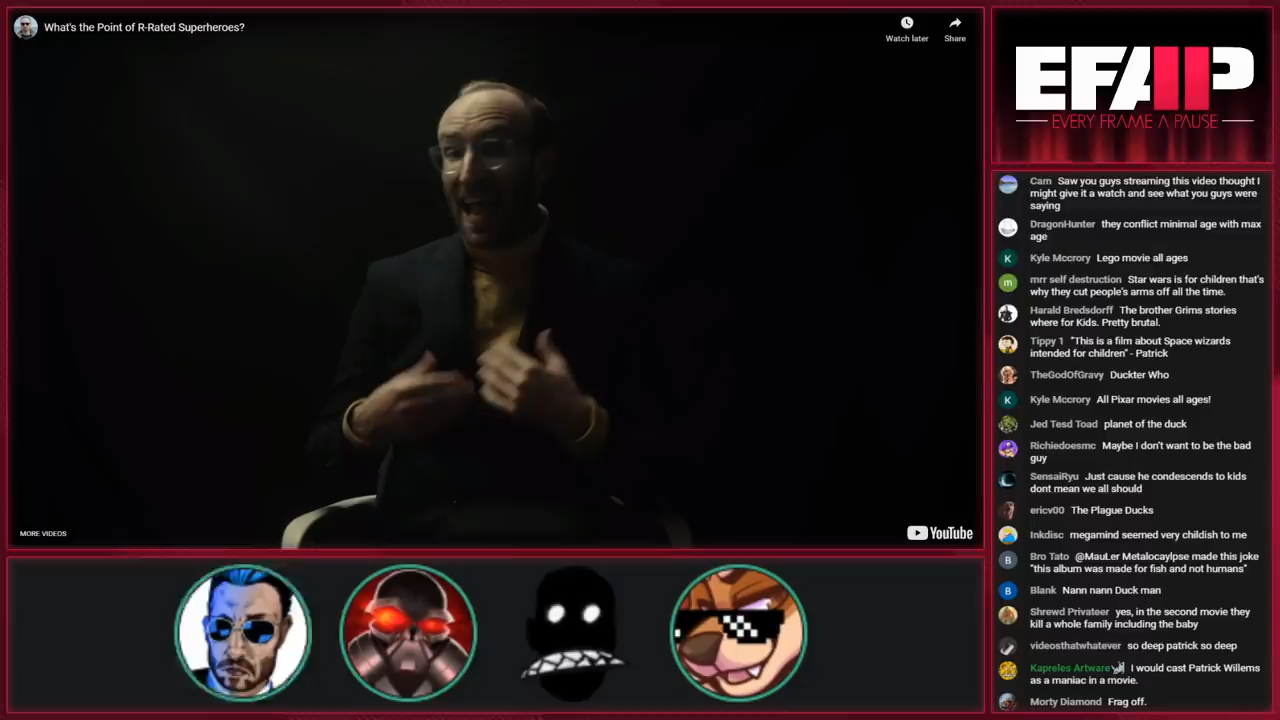 What's the Point of R-Rated Superheroes?
Watch later
Share
MORE VIDEOS
YouTube
EFAP
EVERY FRAME A PAUSE
Cam Saw you guys streaming this video thought I
might give it a watch and see what you guys were
saying
DragonHunter they conflict minimal age with max
age
K
Kyle Mccrory Lego movie all ages
m
mrr self destruction Star wars is for children that's
why they cut people's arms off all the time.
Harald Bredsdorff The brother Grims stories
where for Kids. Pretty brutal.
Tippy 1 "This is a film about Space wizards
intended for children" - Patrick
TheGodOfGravy Duckter Who
K
Kyle Mccrory All Pixar movies all ages!
Jed Tesd Toad planet of the duck
Richiedoesmc Maybe I don't want to be the bad
guy
SensaiRyu Just cause he condescends to kids
dont mean we all should
ericv00 The Plague Ducks
Inkdisc megamind seemed very childish to me
B
Bro Tato @MauLer Metalocaylpse made this joke
"this album was made for fish and not humans"
B
Blank Nann nann Duck man
Shrewd Privateer yes, in the second movie they
kill a whole family including the baby
videosthatwhatever so deep patrick so deep
Kapreles Artware I would cast Patrick Willems
as a maniac in a movie.
Morty Diamond Frag off.